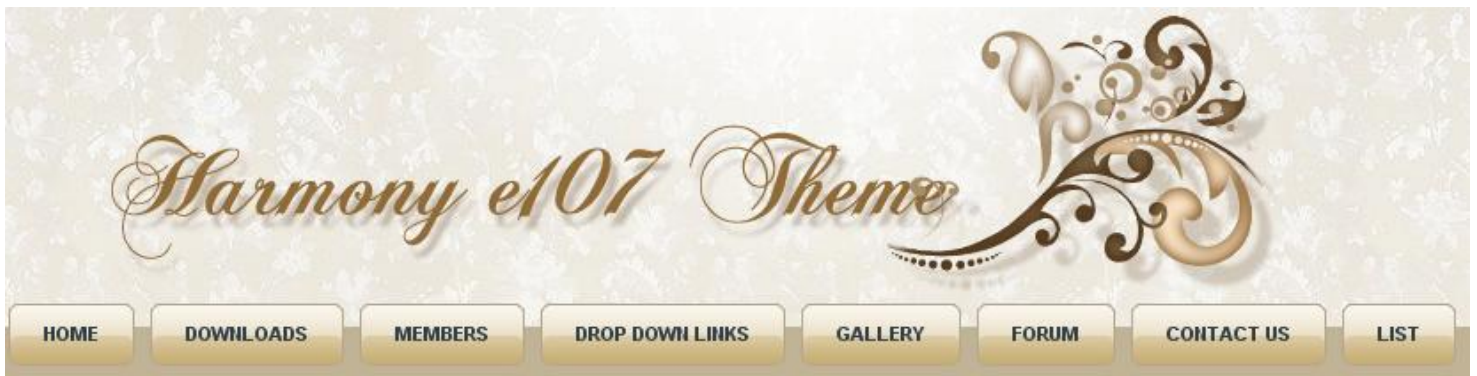 Harmony e107 Theme
HOME DOWNLOADS MEMBERS DROP DOWN LINKS GALLERY FORUM CONTACT US LIST